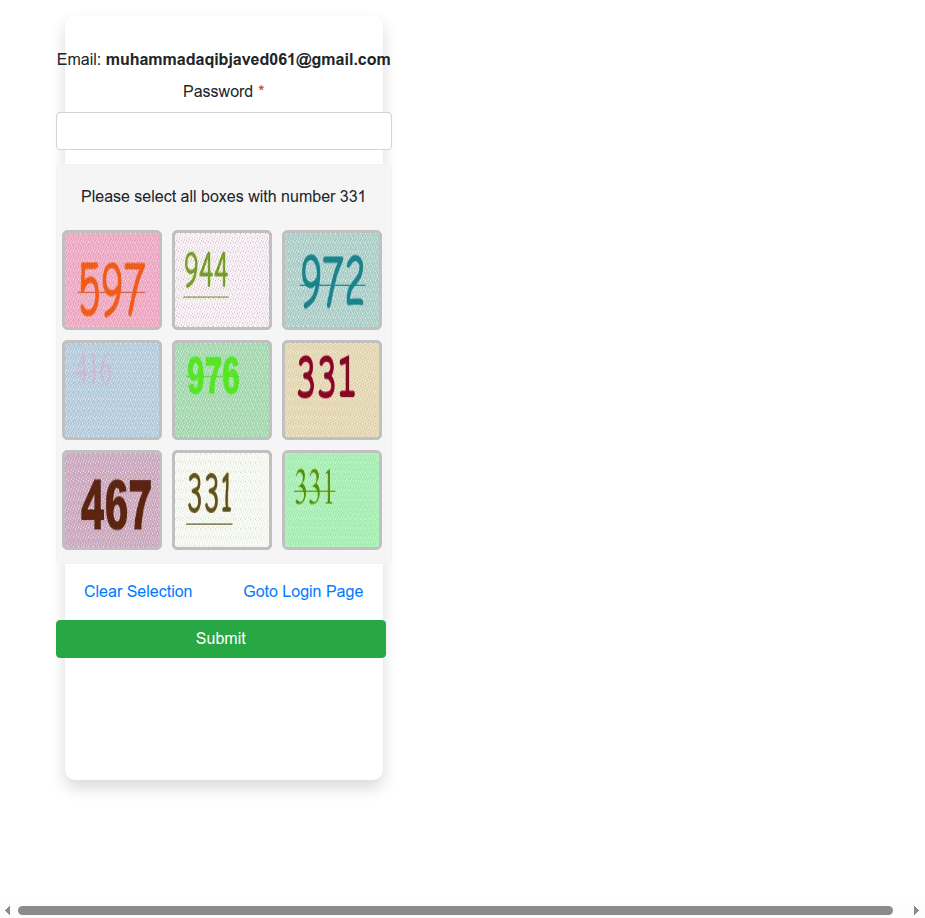 Email: muhammadaqibjaved061@gmail.com
Password *
Please select all boxes with number 331
597 944 972
416 976 331
467 331 331
Clear Selection Goto Login Page
Submit